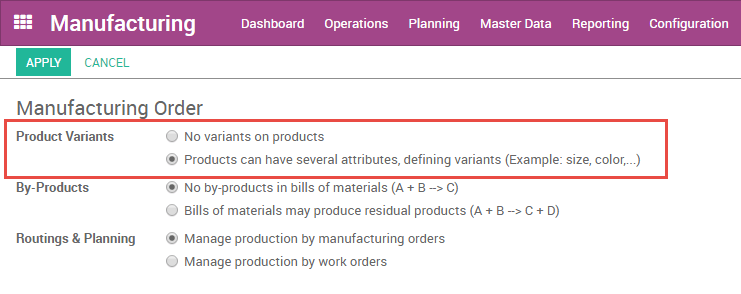 Manufacturing Dashboard Operations Planning Master Data Reporting Configuration
APPLY CANCEL
Manufacturing Order
Product Variants No variants on products
Products can have several attributes, defining variants (Example: size, color,...)
By-Products No by-products in bills of materials (A + B --> C)
Bills of materials may produce residual products (A + B --> C + D)
Routings & Planning Manage production by manufacturing orders
Manage production by work orders